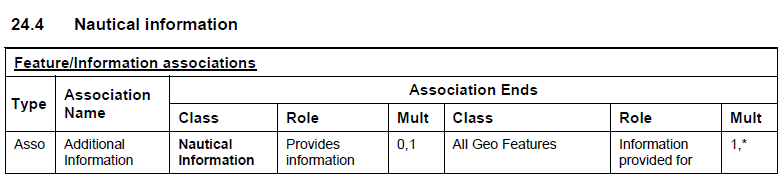 24.4 Nautical information
Feature/Information associations
Type Association Name Association Ends
Class Role Mult Class Role Mult
Asso Additional Information Nautical Information Provides information 0,1 All Geo Features Information provided for 1,*